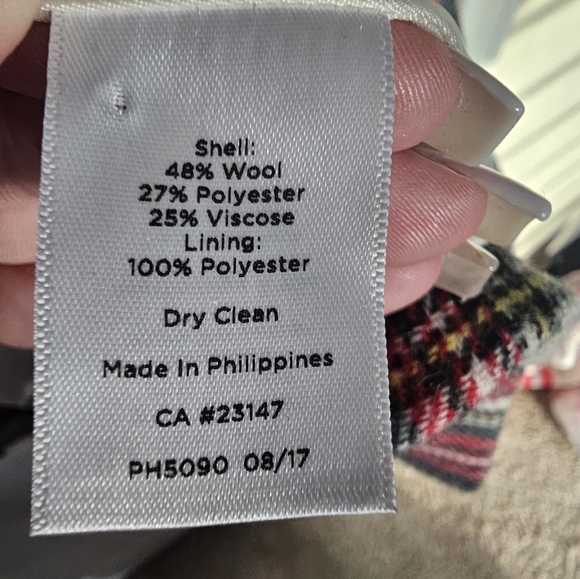 Shell:
48% Wool
27% Polyester
25% Viscose
Lining:
100% Polyester
Dry Clean
Made In Philippines
CA #23147
PH5090 08/17